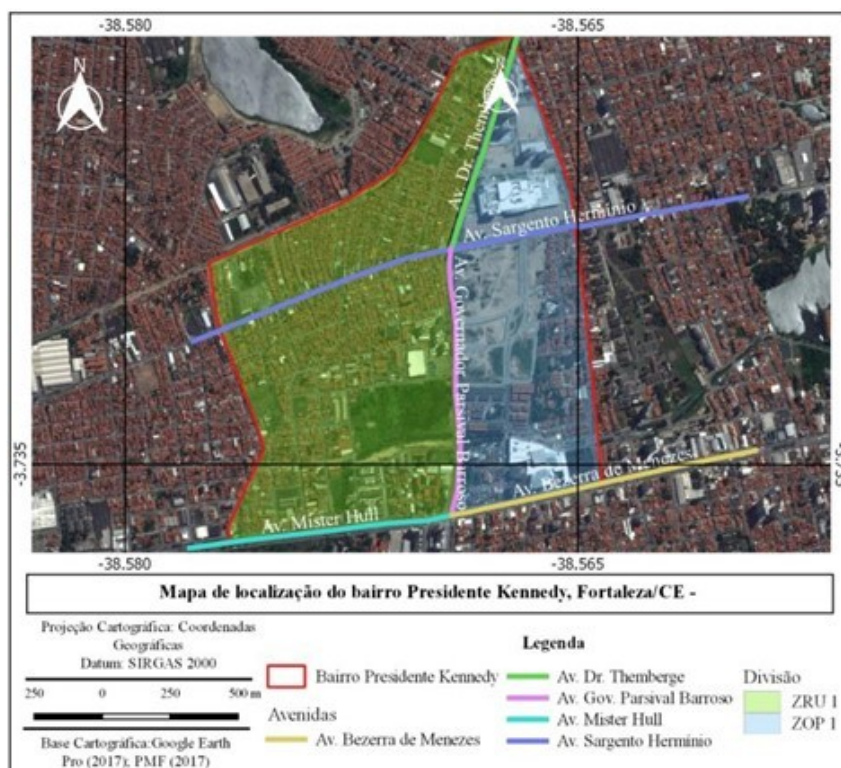 -38.580
-38.565
N
Av. Dr. Themberge
Av. Sargento Hermínio
Av. Governador Parsival Barroso
-3.735
-3.735
Av. Bezerra de Menezes
Av. Mister Hull
-38.580
-38.565
Mapa de localização do bairro Presidente Kennedy, Fortaleza/CE -
Projeção Cartográfica: Coordenadas
Geográficas
Datum: SIRGAS 2000
250 0 250 500 m
Base Cartográfica:Google Earth
Pro (2017); PMF (2017)
Legenda
Bairro Presidente Kennedy
Avenidas
Av. Bezerra de Menezes
Av. Dr. Themberge
Av. Gov. Parsival Barroso
Av. Mister Hull
Av. Sargento Hermínio
Divisão
ZRU 1
ZOP 1